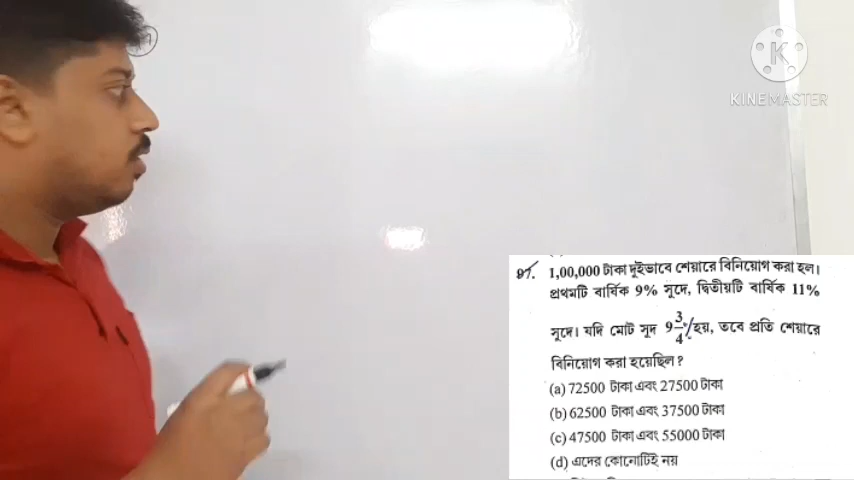 K
KINEMASTER
97. 1,00,000 টাকা দুইভাবে শেয়ারে বিনিয়োগ করা হল।
প্রথমটি বার্ষিক 9% সুদে, দ্বিতীয়টি বার্ষিক 11%
সুদে। যদি মোট সুদ 9 3/4 % হয়, তবে প্রতি শেয়ারে
বিনিয়োগ করা হয়েছিল ?
(a) 72500 টাকা এবং 27500 টাকা
(b) 62500 টাকা এবং 37500 টাকা
(c) 47500 টাকা এবং 55000 টাকা
(d) এদের কোনোটিই নয়